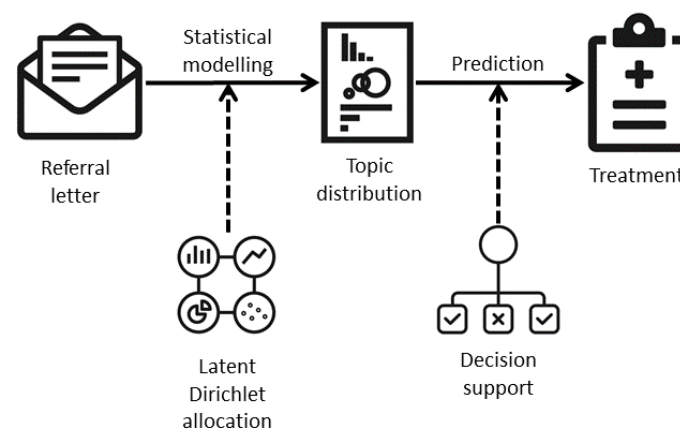 Statistical
modelling
Prediction
Referral
letter
Topic
distribution
Treatment
Latent
Dirichlet
allocation
Decision
support